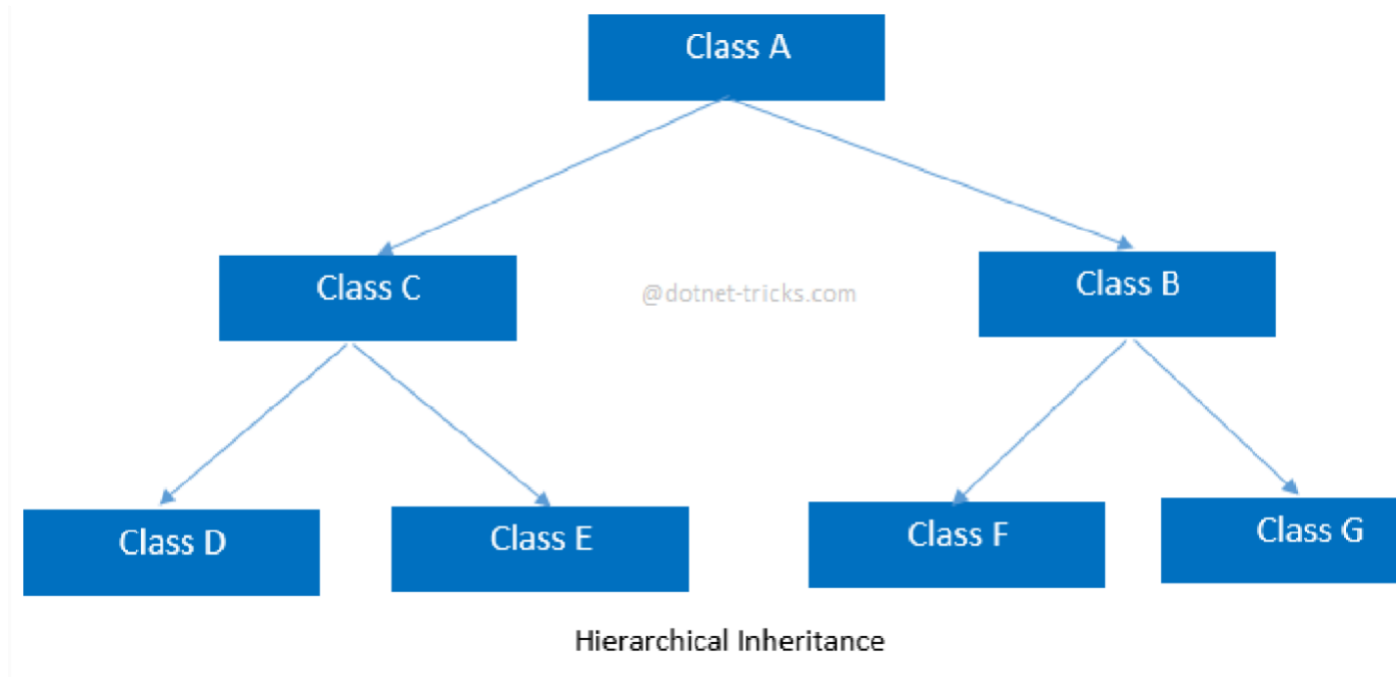 Class A
Class C
@dotnet-tricks.com
Class B
Class D
Class E
Class F
Class G
Hierarchical Inheritance